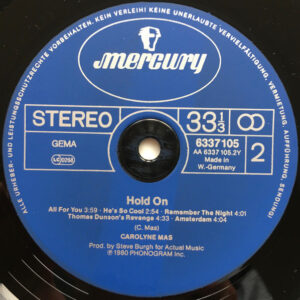 ALLE URHEBER- UND LEISTUNGSSCHUTZRECHTE VORBEHALTEN. KEIN VERLEIH! KEINE UNERLAUBTE VERVIELFÄLTIGUNG, VERMIETUNG, AUFFÜHRUNG, SENDUNG!
mercury
STEREO
33 1/3
GEMA
LC 0268
6337105
AA 6337 105.2Y
Made in
W.-Germany
2
Hold On
All For You 3:59 · He's So Cool 2:54 · Remember The Night 4:01
Thomas Dunson's Revenge 4:33 · Amsterdam 4:04
(C. Mas)
CAROLYNE MAS
Prod. by Steve Burgh for Actual Music
℗ 1980 PHONOGRAM Inc.